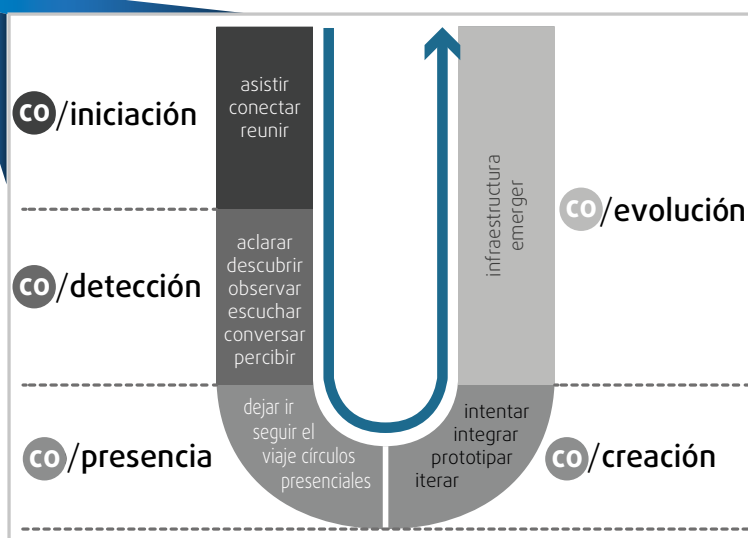 co/iniciación
asistir
conectar
reunir
co/detección
aclarar
descubrir
observar
escuchar
conversar
percibir
co/presencia
dejar ir
seguir el
viaje círculos
presenciales
intentar
integrar
prototipar
iterar
co/creación
infraestructura
emerger
co/evolución